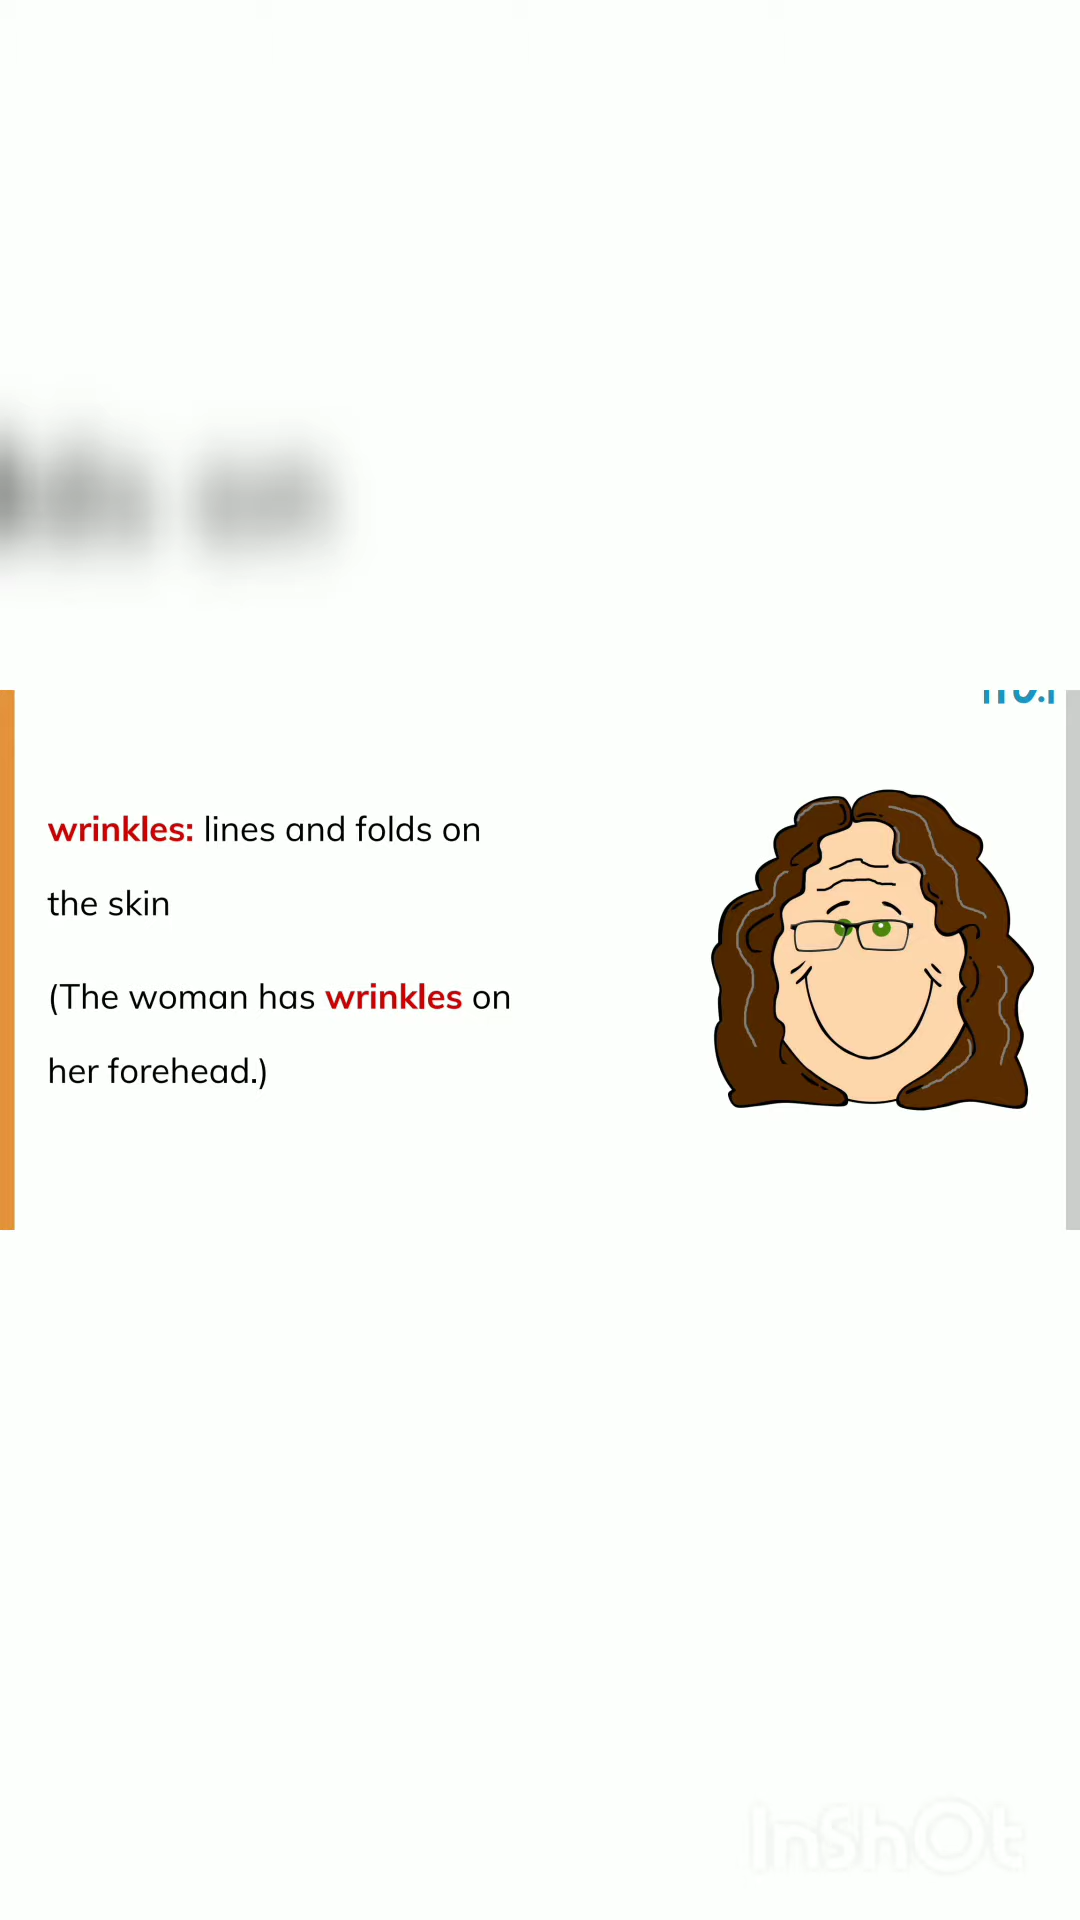 wrinkles: lines and folds on
the skin
(The woman has wrinkles on
her forehead.)
InShOt